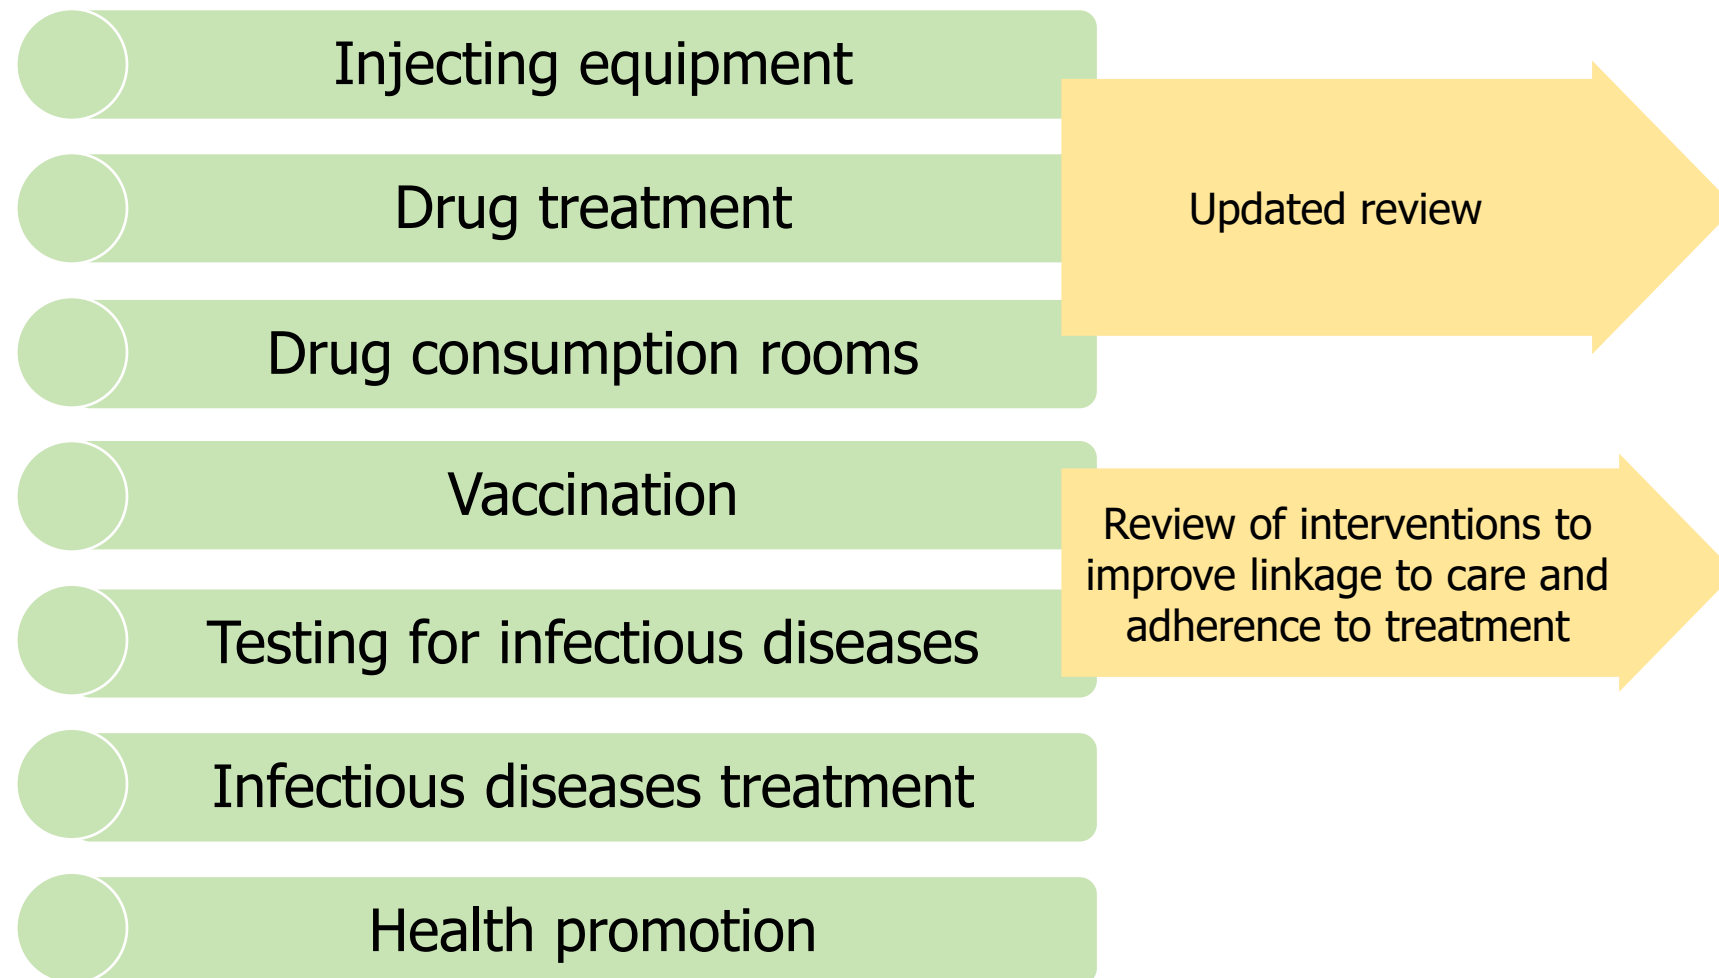 Injecting equipment
Drug treatment
Drug consumption rooms
Vaccination
Testing for infectious diseases
Infectious diseases treatment
Health promotion
Updated review
Review of interventions to
improve linkage to care and
adherence to treatment